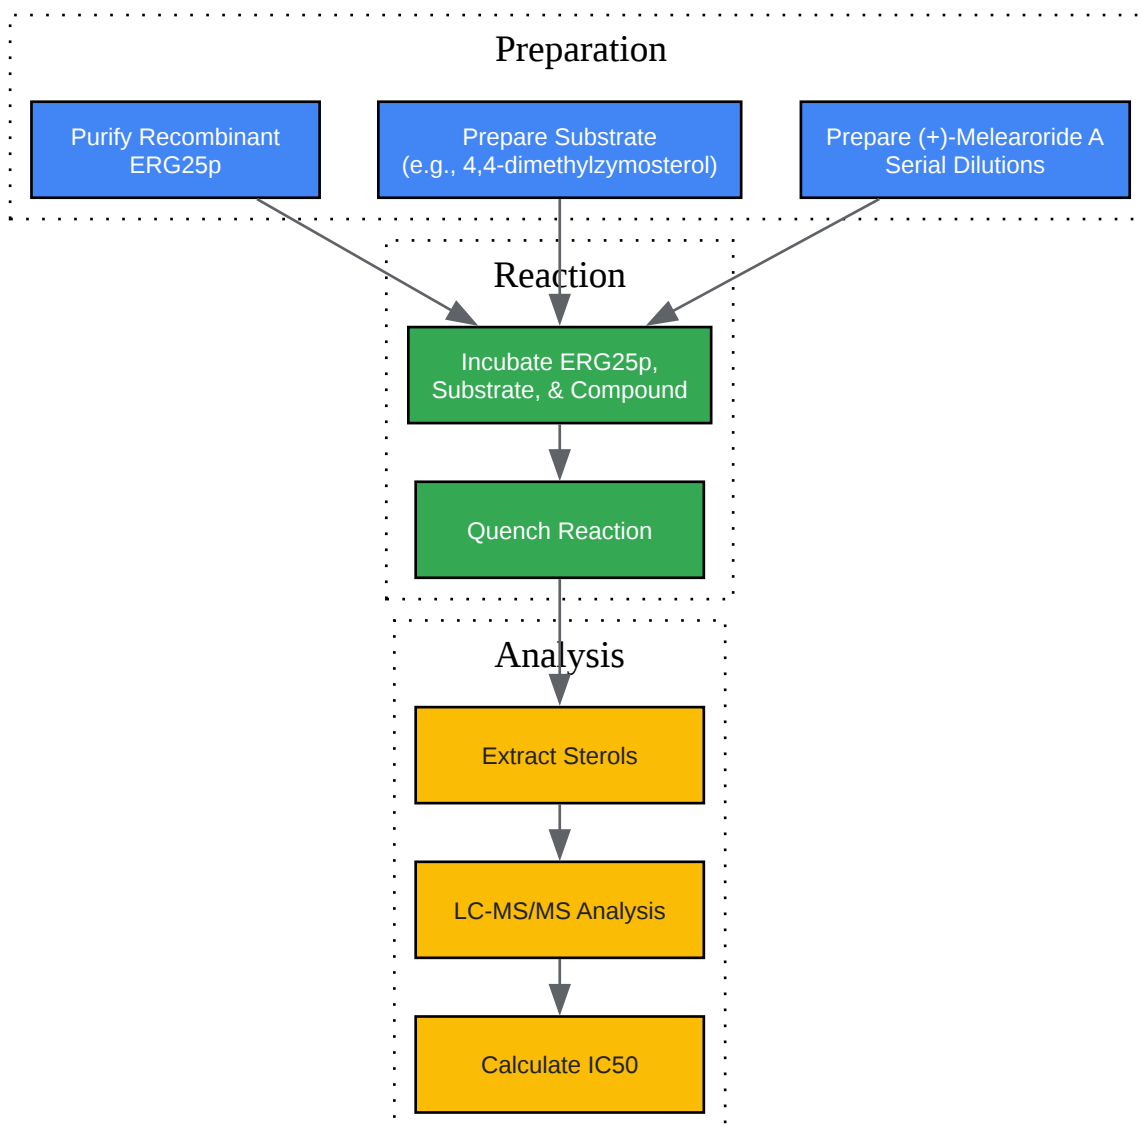 Preparation
Purify Recombinant
ERG25p
Prepare Substrate
(e.g., 4,4-dimethylzymosterol)
Prepare (+)-Melearoride A
Serial Dilutions
Reaction
Incubate ERG25p,
Substrate, & Compound
Quench Reaction
Analysis
Extract Sterols
LC-MS/MS Analysis
Calculate IC50